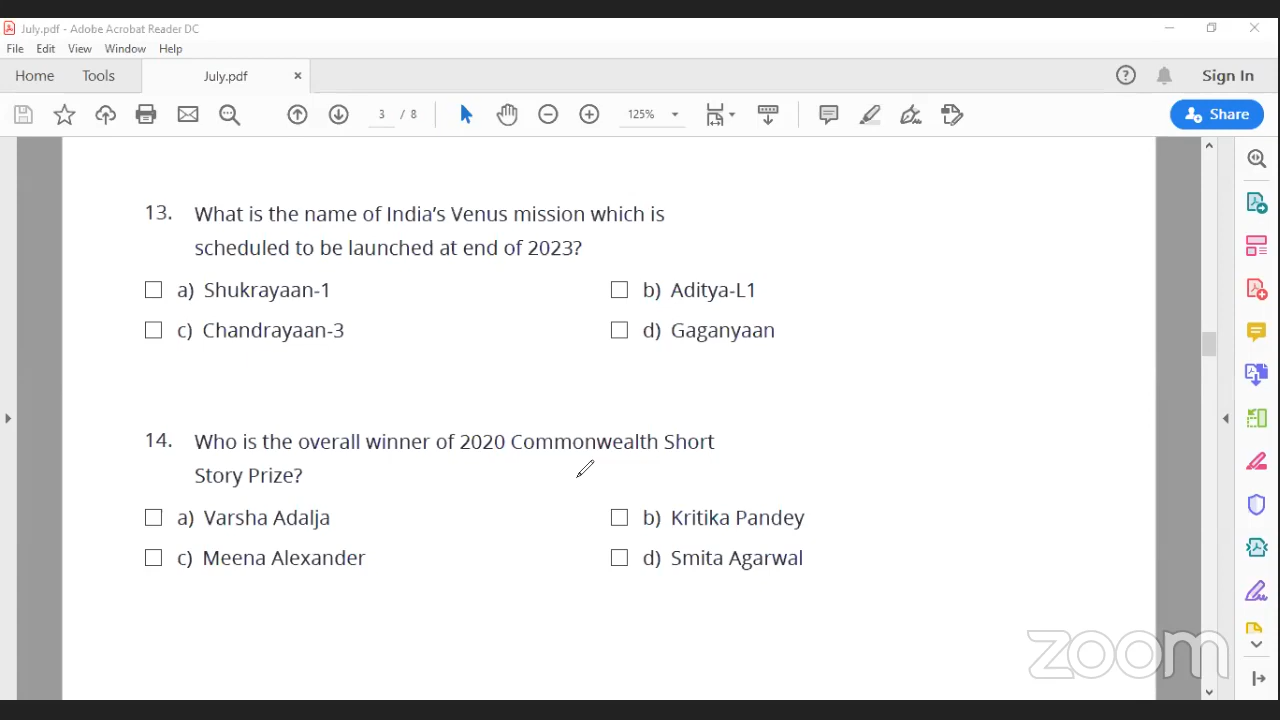 July.pdf - Adobe Acrobat Reader DC
File Edit View Window Help
Home Tools July.pdf × Sign In
3 / 8 125% Share
13. What is the name of India’s Venus mission which is
scheduled to be launched at end of 2023?
a) Shukrayaan-1 b) Aditya-L1
c) Chandrayaan-3 d) Gaganyaan
14. Who is the overall winner of 2020 Commonwealth Short
Story Prize?
a) Varsha Adalja b) Kritika Pandey
c) Meena Alexander d) Smita Agarwal
zoom